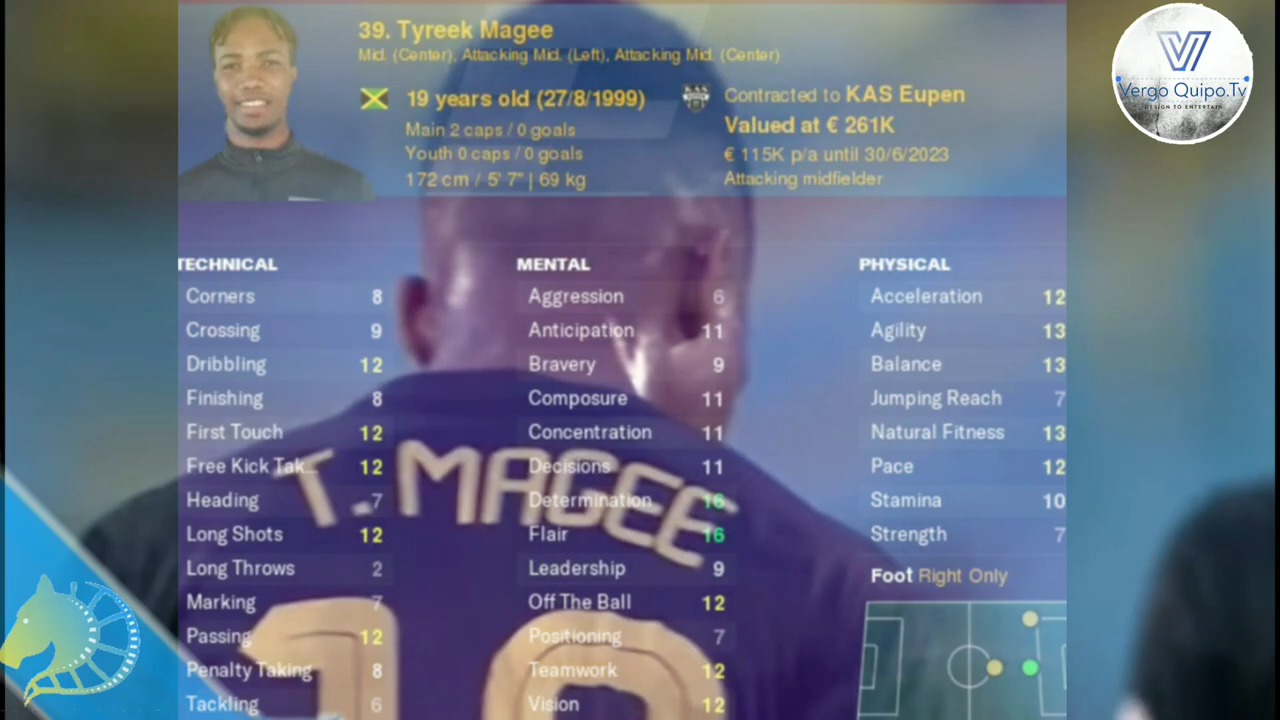 39. Tyreek Magee
Mid. (Center), Attacking Mid. (Left), Attacking Mid. (Center)
19 years old (27/8/1999)
Main 2 caps / 0 goals
Youth 0 caps / 0 goals
172 cm / 5' 7" | 69 kg
Contracted to KAS Eupen
Valued at € 261K
€ 115K p/a until 30/6/2023
Attacking midfielder
Vergo Quipo.Tv
DESIGN TO ENTERTAIN
TECHNICAL
Corners 8
Crossing 9
Dribbling 12
Finishing 8
First Touch 12
Free Kick Tak... 12
Heading 7
Long Shots 12
Long Throws 2
Marking 7
Passing 12
Penalty Taking 8
Tackling 6
MENTAL
Aggression 6
Anticipation 11
Bravery 9
Composure 11
Concentration 11
Decisions 11
Determination 16
Flair 16
Leadership 9
Off The Ball 12
Positioning 7
Teamwork 12
Vision 12
PHYSICAL
Acceleration 12
Agility 13
Balance 13
Jumping Reach 7
Natural Fitness 13
Pace 12
Stamina 10
Strength 7
Foot Right Only
T. MAGEE